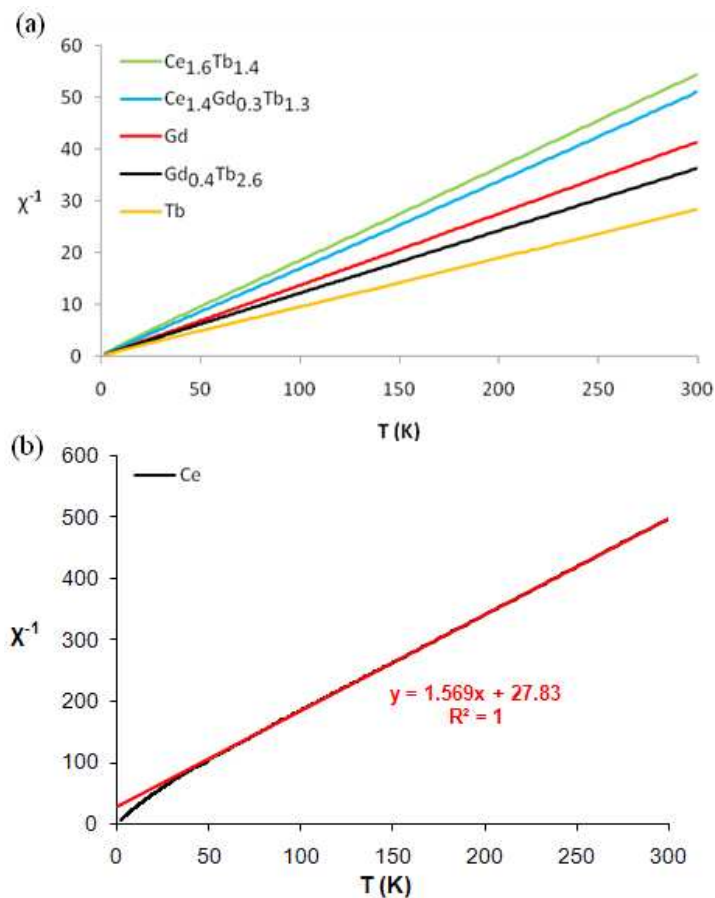 (a)
60
50
40
30
20
10
0
χ⁻¹
Ce₁.₆Tb₁.₄
Ce₁.₄Gd₀.₃Tb₁.₃
Gd
Gd₀.₄Tb₂.₆
Tb
0 50 100 150 200 250 300
T (K)
(b)
600
500
400
300
200
100
0
X⁻¹
Ce
y = 1.569x + 27.83
R² = 1
0 50 100 150 200 250 300
T (K)